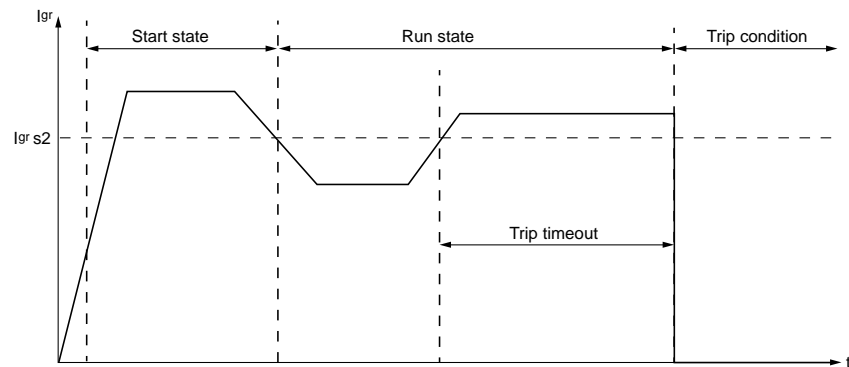 Igr
Start state
Run state
Trip condition
Igr s2
Trip timeout
t